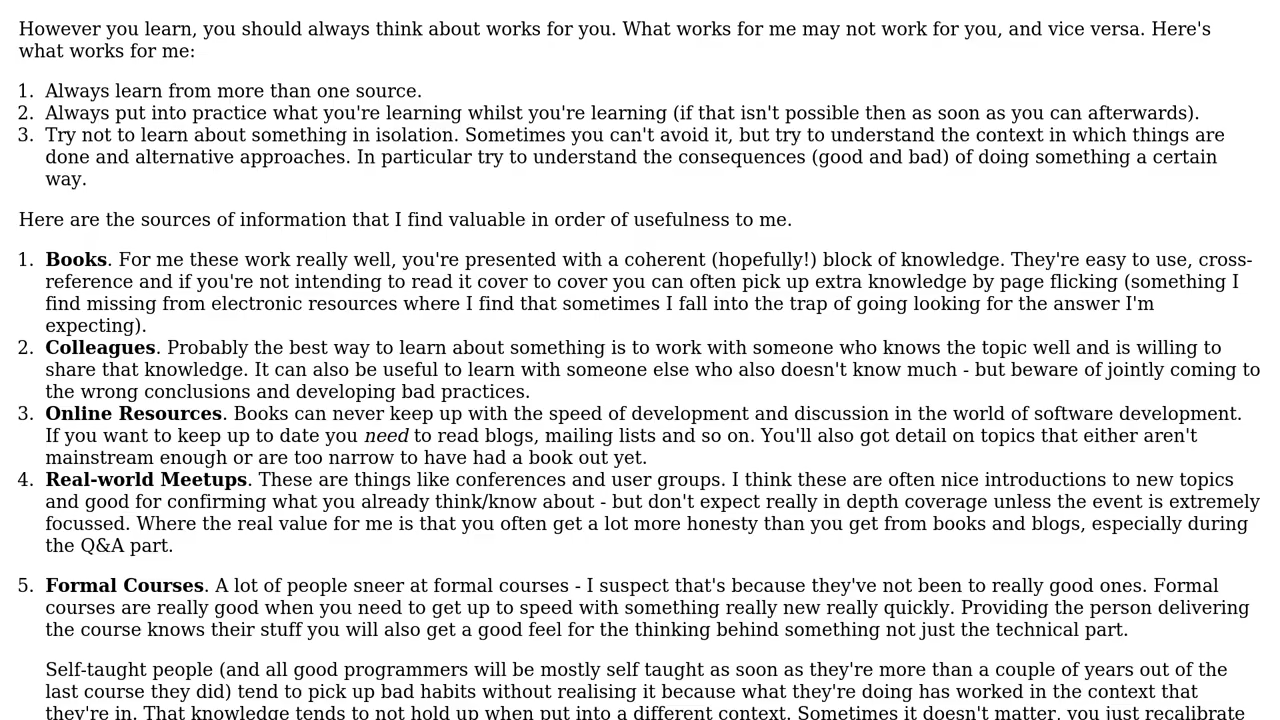 However you learn, you should always think about works for you. What works for me may not work for you, and vice versa. Here's
what works for me:
1. Always learn from more than one source.
2. Always put into practice what you're learning whilst you're learning (if that isn't possible then as soon as you can afterwards).
3. Try not to learn about something in isolation. Sometimes you can't avoid it, but try to understand the context in which things are
done and alternative approaches. In particular try to understand the consequences (good and bad) of doing something a certain
way.
Here are the sources of information that I find valuable in order of usefulness to me.
1. Books. For me these work really well, you're presented with a coherent (hopefully!) block of knowledge. They're easy to use, cross-
reference and if you're not intending to read it cover to cover you can often pick up extra knowledge by page flicking (something I
find missing from electronic resources where I find that sometimes I fall into the trap of going looking for the answer I'm
expecting).
2. Colleagues. Probably the best way to learn about something is to work with someone who knows the topic well and is willing to
share that knowledge. It can also be useful to learn with someone else who also doesn't know much - but beware of jointly coming to
the wrong conclusions and developing bad practices.
3. Online Resources. Books can never keep up with the speed of development and discussion in the world of software development.
If you want to keep up to date you need to read blogs, mailing lists and so on. You'll also got detail on topics that either aren't
mainstream enough or are too narrow to have had a book out yet.
4. Real-world Meetups. These are things like conferences and user groups. I think these are often nice introductions to new topics
and good for confirming what you already think/know about - but don't expect really in depth coverage unless the event is extremely
focussed. Where the real value for me is that you often get a lot more honesty than you get from books and blogs, especially during
the Q&A part.
5. Formal Courses. A lot of people sneer at formal courses - I suspect that's because they've not been to really good ones. Formal
courses are really good when you need to get up to speed with something really new really quickly. Providing the person delivering
the course knows their stuff you will also get a good feel for the thinking behind something not just the technical part.
Self-taught people (and all good programmers will be mostly self taught as soon as they're more than a couple of years out of the
last course they did) tend to pick up bad habits without realising it because what they're doing has worked in the context that
they're in. That knowledge tends to not hold up when put into a different context. Sometimes it doesn't matter, you just recalibrate